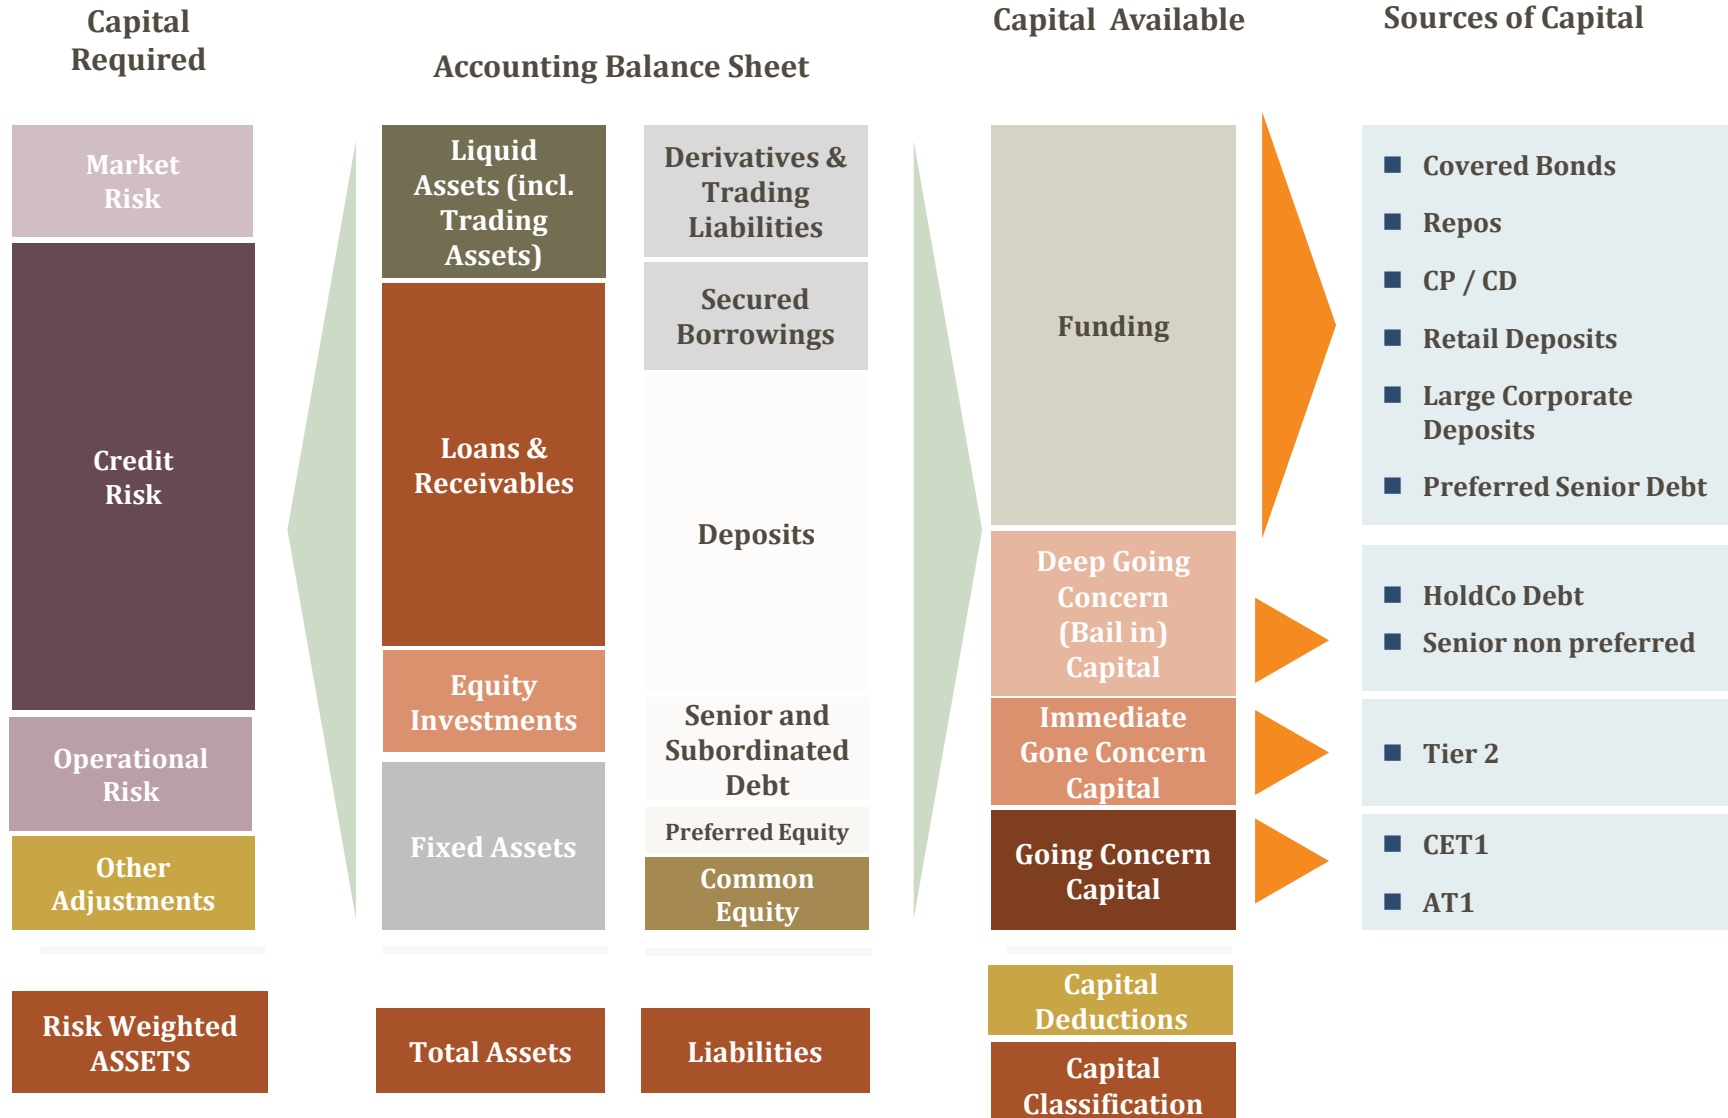 Capital
Required
Accounting Balance Sheet
Capital Available
Sources of Capital
Market
Risk
Credit
Risk
Operational
Risk
Other
Adjustments
Risk Weighted
ASSETS
Liquid
Assets (incl.
Trading
Assets)
Loans &
Receivables
Equity
Investments
Fixed Assets
Total Assets
Derivatives &
Trading
Liabilities
Secured
Borrowings
Deposits
Senior and
Subordinated
Debt
Preferred Equity
Common
Equity
Liabilities
Funding
Deep Going
Concern
(Bail in)
Capital
Immediate
Gone Concern
Capital
Going Concern
Capital
Capital
Deductions
Capital
Classification
Covered Bonds
Repos
CP / CD
Retail Deposits
Large Corporate
Deposits
Preferred Senior Debt
HoldCo Debt
Senior non preferred
Tier 2
CET1
AT1